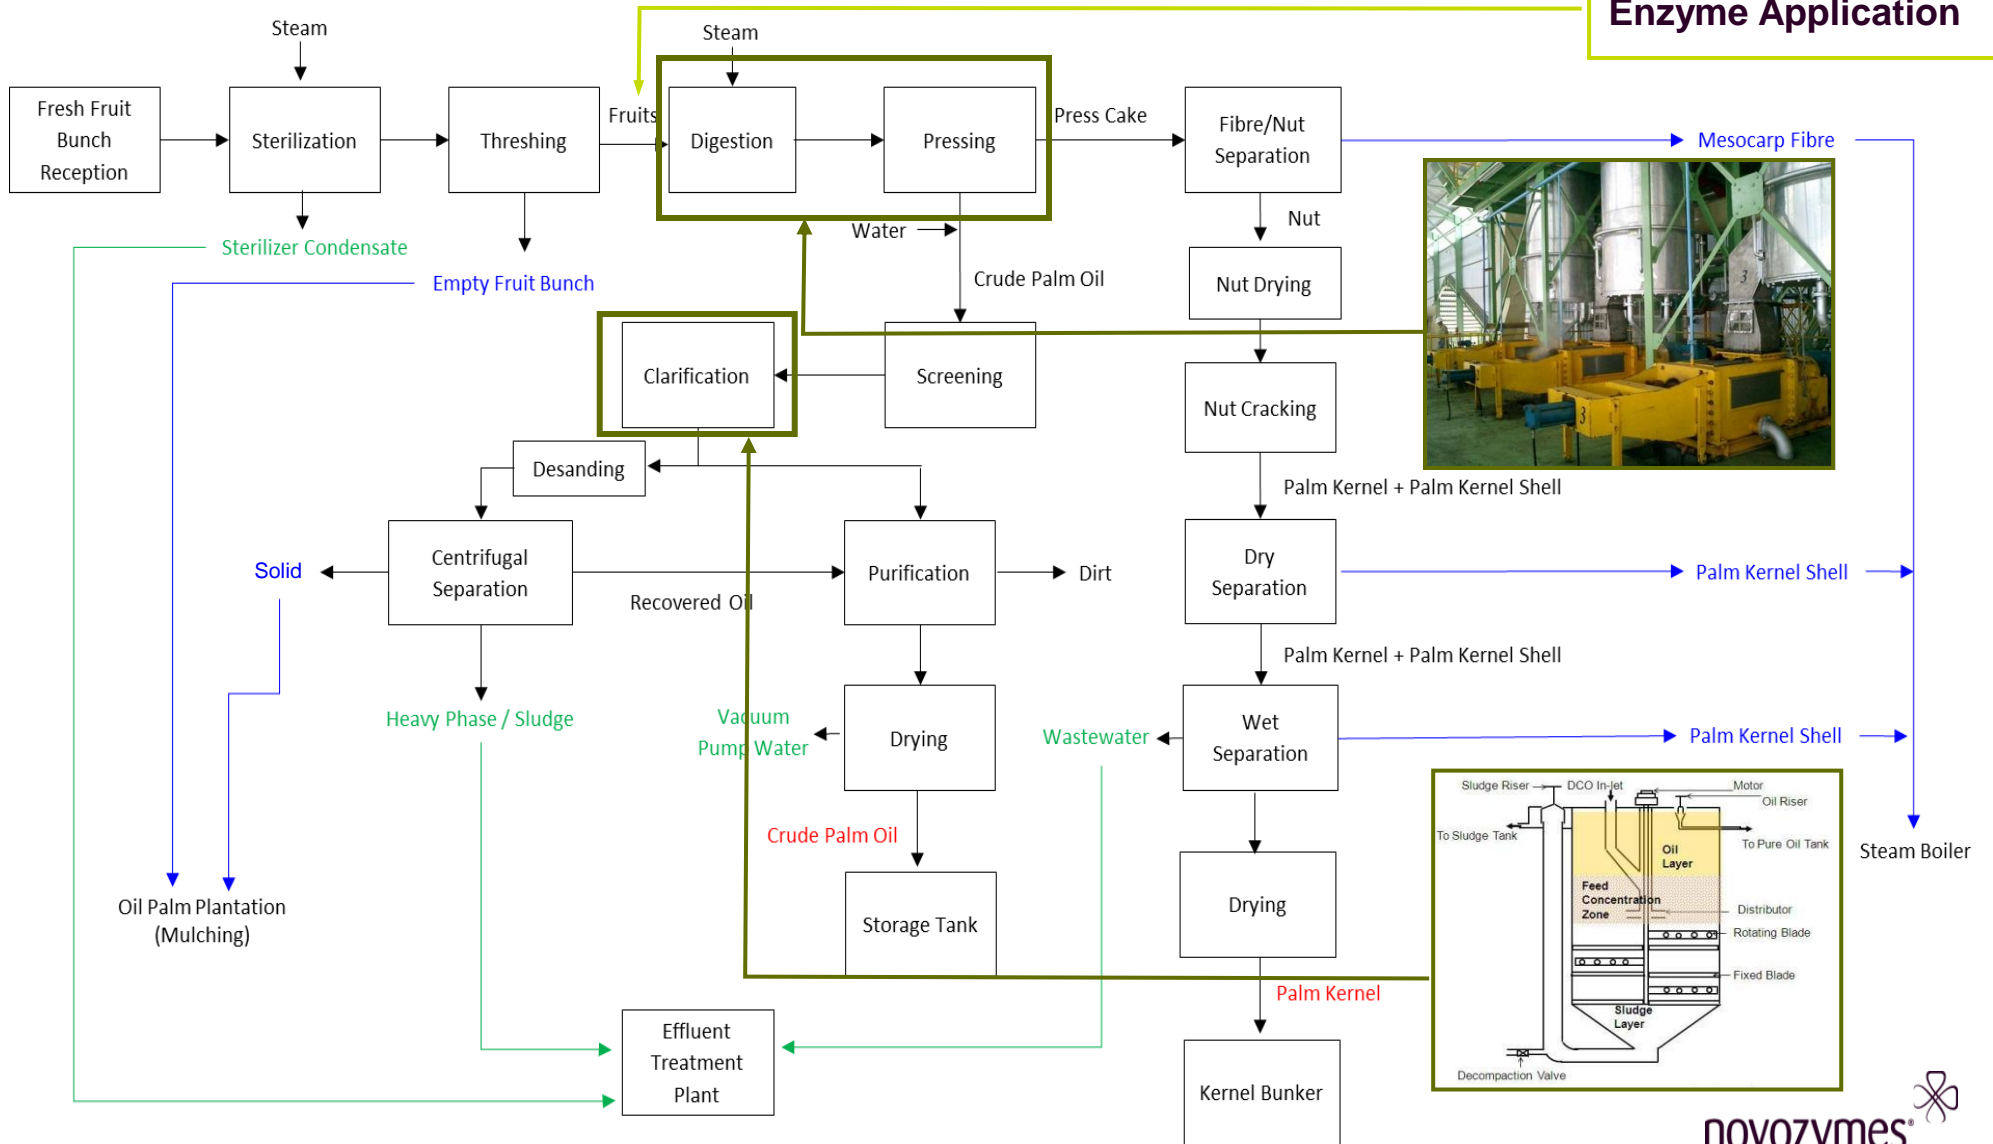 Enzyme Application
Steam
Steam
Fresh Fruit
Bunch
Reception
Sterilization
Threshing
Fruits
Digestion
Pressing
Press Cake
Fibre/Nut
Separation
Mesocarp Fibre
Sterilizer Condensate
Water
Nut
Empty Fruit Bunch
Crude Palm Oil
Nut Drying
Clarification
Screening
Nut Cracking
3
3
Desanding
Palm Kernel + Palm Kernel Shell
Solid
Centrifugal
Separation
Recovered Oil
Purification
Dirt
Dry
Separation
Palm Kernel Shell
Palm Kernel + Palm Kernel Shell
Heavy Phase / Sludge
Vacuum
Pump Water
Drying
Wastewater
Wet
Separation
Palm Kernel Shell
Sludge Riser
DCO In-let
Motor
Oil Riser
To Sludge Tank
To Pure Oil Tank
Oil
Layer
Feed
Concentration
Zone
Distributor
Rotating Blade
Fixed Blade
Sludge
Layer
Decompaction Valve
Steam Boiler
Crude Palm Oil
Oil Palm Plantation
(Mulching)
Storage Tank
Drying
Palm Kernel
Effluent
Treatment
Plant
Kernel Bunker
novozymes®